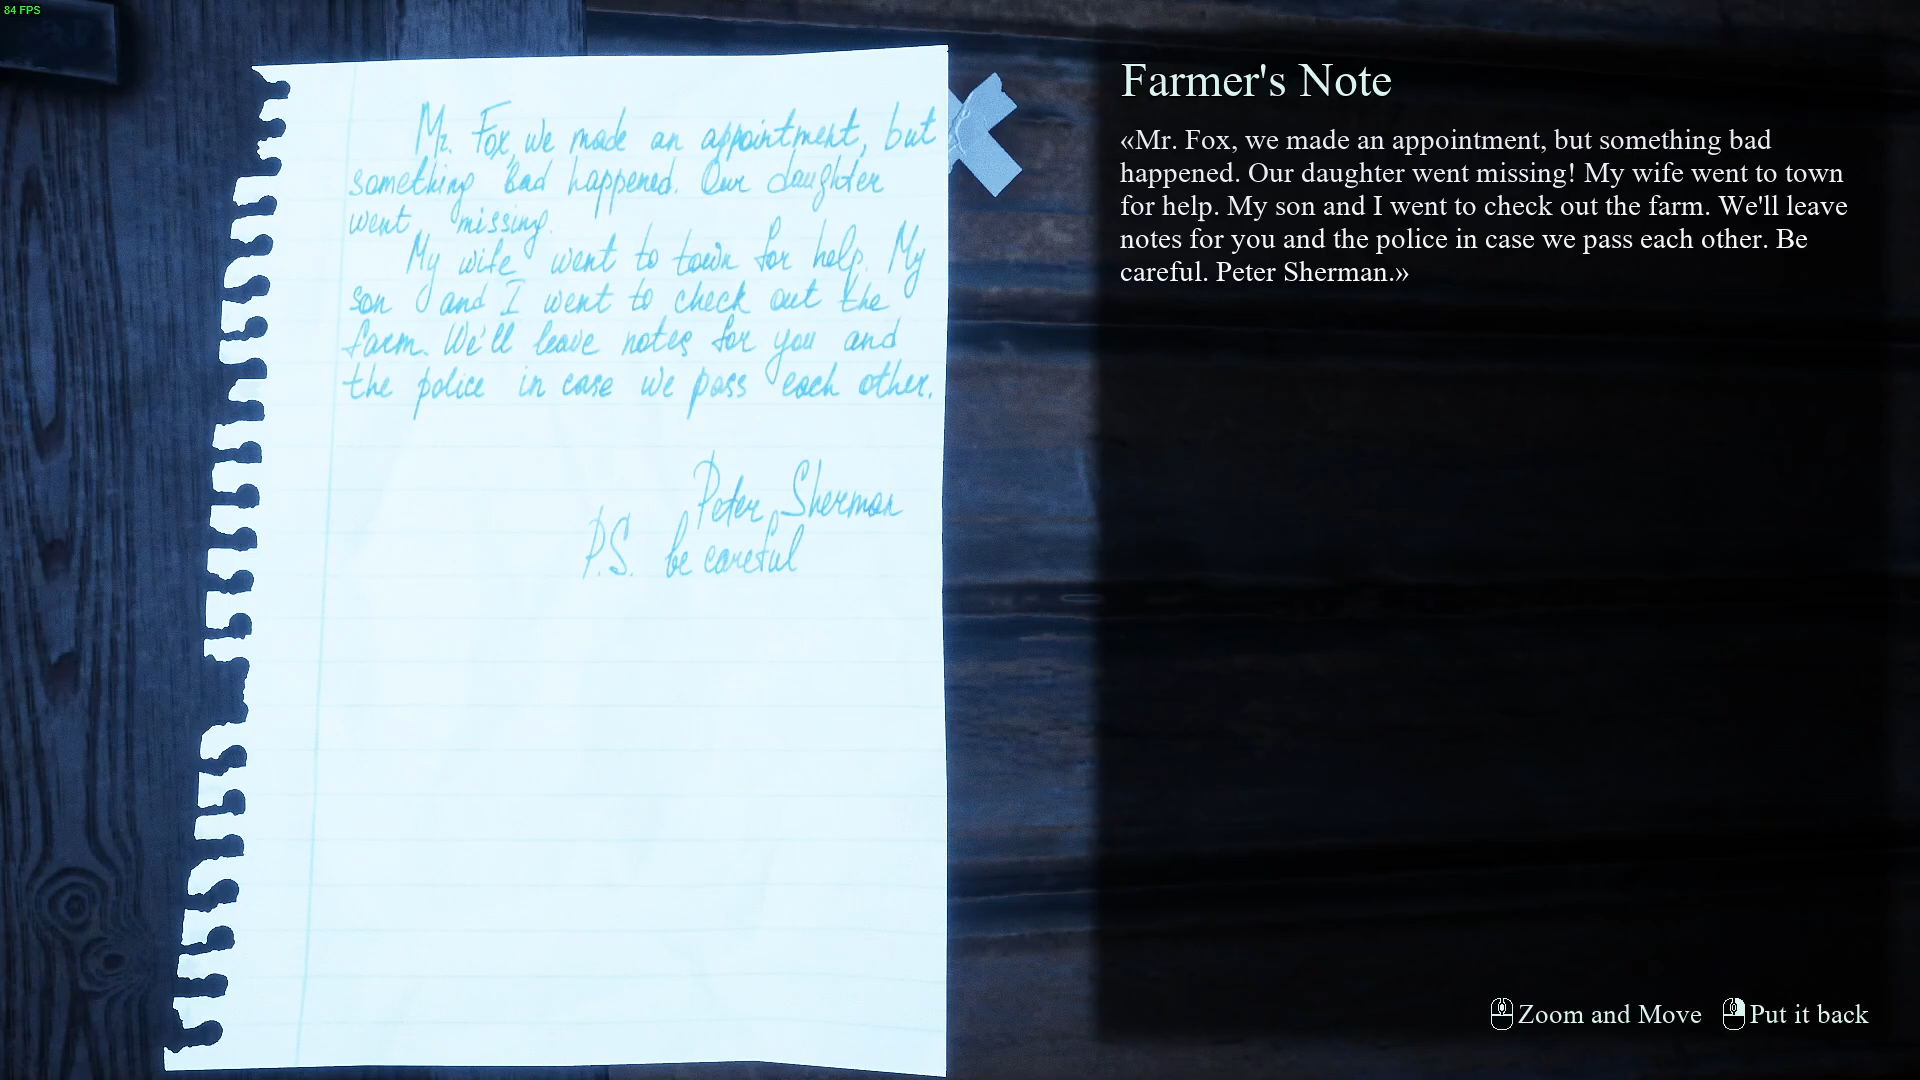 84 FPS
Mr. Fox, we made an appointment, but
something bad happened. Our daughter
went missing.
My wife went to town for help. My
son and I went to check out the
farm. We'll leave notes for you and
the police in case we pass each other.
Peter Sherman
P.S. be careful
Farmer's Note
«Mr. Fox, we made an appointment, but something bad
happened. Our daughter went missing! My wife went to town
for help. My son and I went to check out the farm. We'll leave
notes for you and the police in case we pass each other. Be
careful. Peter Sherman.»
Zoom and Move Put it back